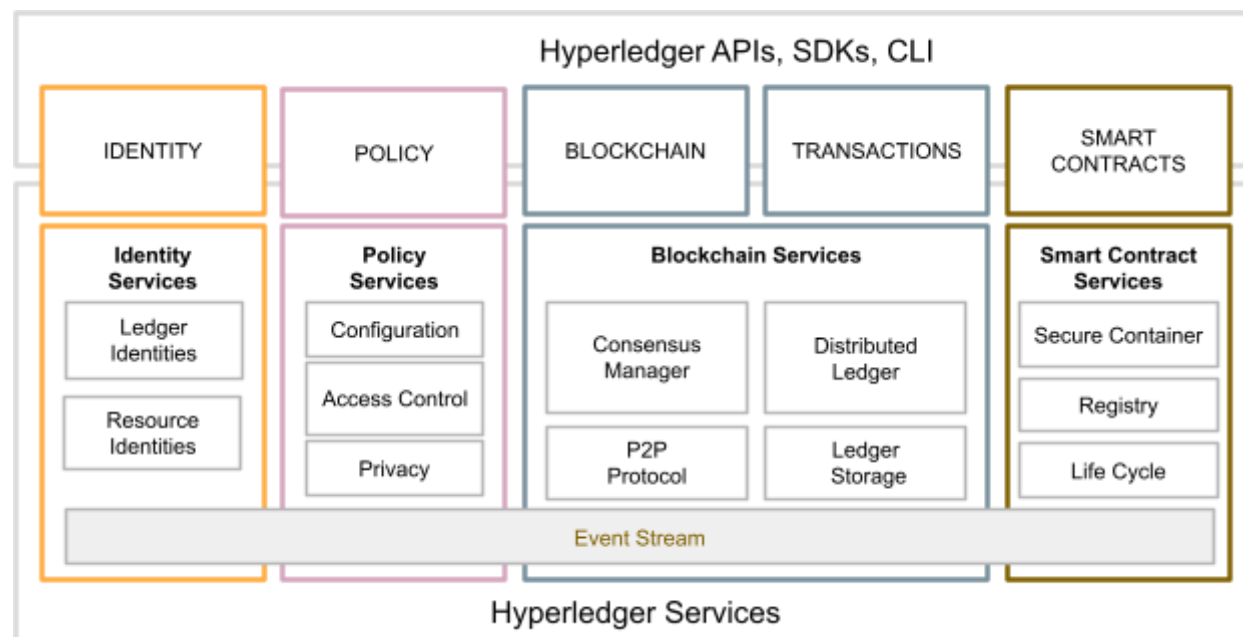 Hyperledger APIs, SDKs, CLI
IDENTITY
POLICY
BLOCKCHAIN
TRANSACTIONS
SMART
CONTRACTS
Identity
Services
Ledger
Identities
Resource
Identities
Policy
Services
Configuration
Access Control
Privacy
Blockchain Services
Consensus
Manager
Distributed
Ledger
P2P
Protocol
Ledger
Storage
Smart Contract
Services
Secure Container
Registry
Life Cycle
Event Stream
Hyperledger Services